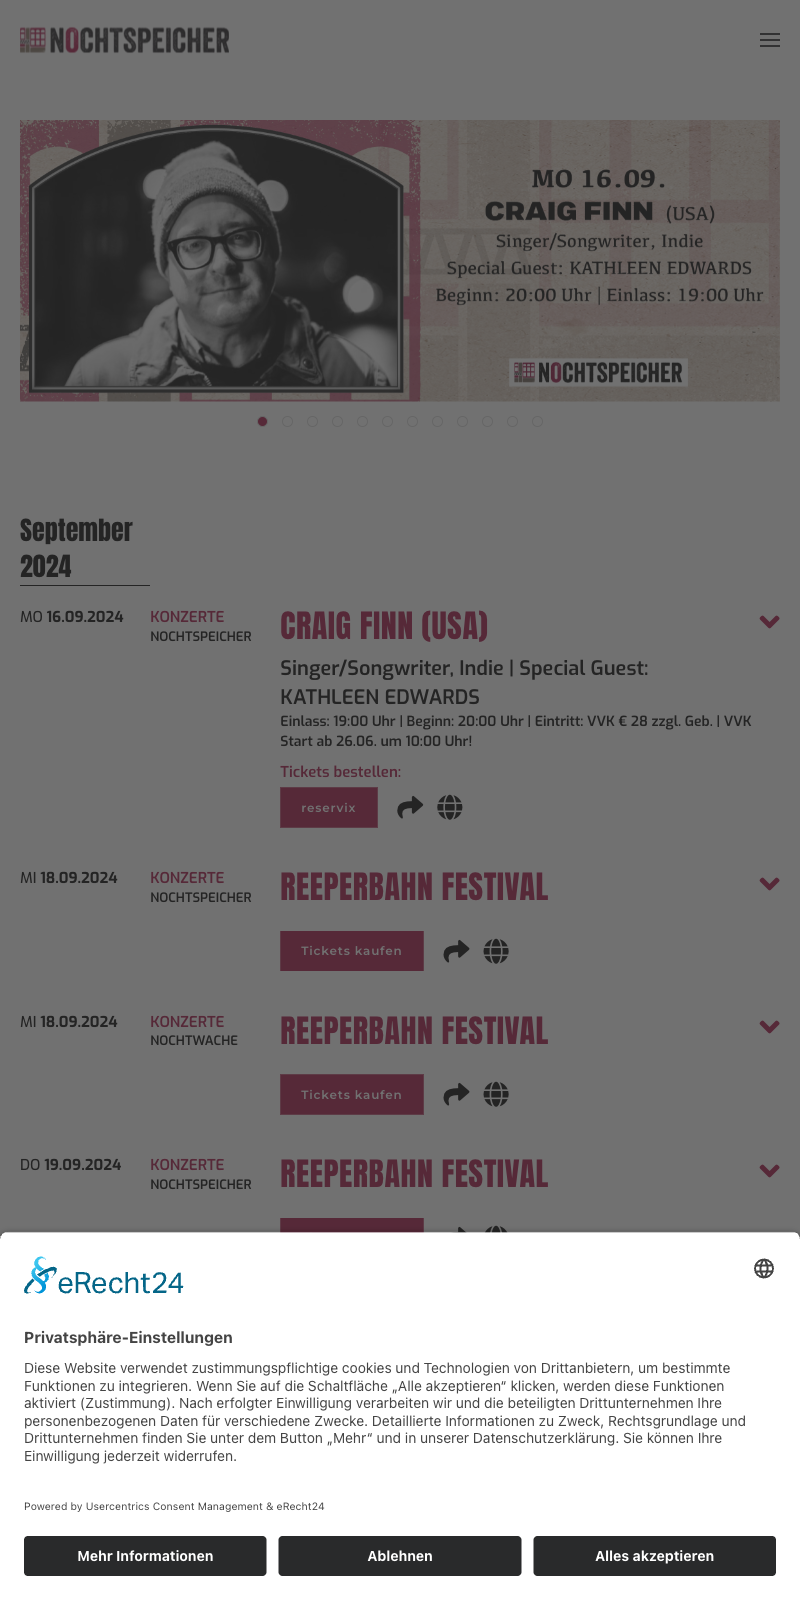 NOCHTSPEICHER
MO 16.09.
CRAIG FINN (USA)
Singer/Songwriter, Indie
Special Guest: KATHLEEN EDWARDS
Beginn: 20:00 Uhr | Einlass: 19:00 Uhr
NOCHTSPEICHER
September
2024
MO 16.09.2024
KONZERTE
NOCHTSPEICHER
CRAIG FINN (USA)
Singer/Songwriter, Indie | Special Guest:
KATHLEEN EDWARDS
Einlass: 19:00 Uhr | Beginn: 20:00 Uhr | Eintritt: VVK € 28 zzgl. Geb. | VVK
Start ab 26.06. um 10:00 Uhr!
Tickets bestellen:
reservix
MI 18.09.2024
KONZERTE
NOCHTSPEICHER
REEPERBAHN FESTIVAL
Tickets kaufen
MI 18.09.2024
KONZERTE
NOCHTWACHE
REEPERBAHN FESTIVAL
Tickets kaufen
DO 19.09.2024
KONZERTE
NOCHTSPEICHER
REEPERBAHN FESTIVAL
eRecht24
Privatsphäre-Einstellungen
Diese Website verwendet zustimmungspflichtige cookies und Technologien von Drittanbietern, um bestimmte
Funktionen zu integrieren. Wenn Sie auf die Schaltfläche „Alle akzeptieren“ klicken, werden diese Funktionen
aktiviert (Zustimmung). Nach erfolgter Einwilligung verarbeiten wir und die beteiligten Drittunternehmen Ihre
personenbezogenen Daten für verschiedene Zwecke. Detaillierte Informationen zu Zweck, Rechtsgrundlage und
Drittunternehmen finden Sie unter dem Button „Mehr“ und in unserer Datenschutzerklärung. Sie können Ihre
Einwilligung jederzeit widerrufen.
Powered by Usercentrics Consent Management & eRecht24
Mehr Informationen
Ablehnen
Alles akzeptieren